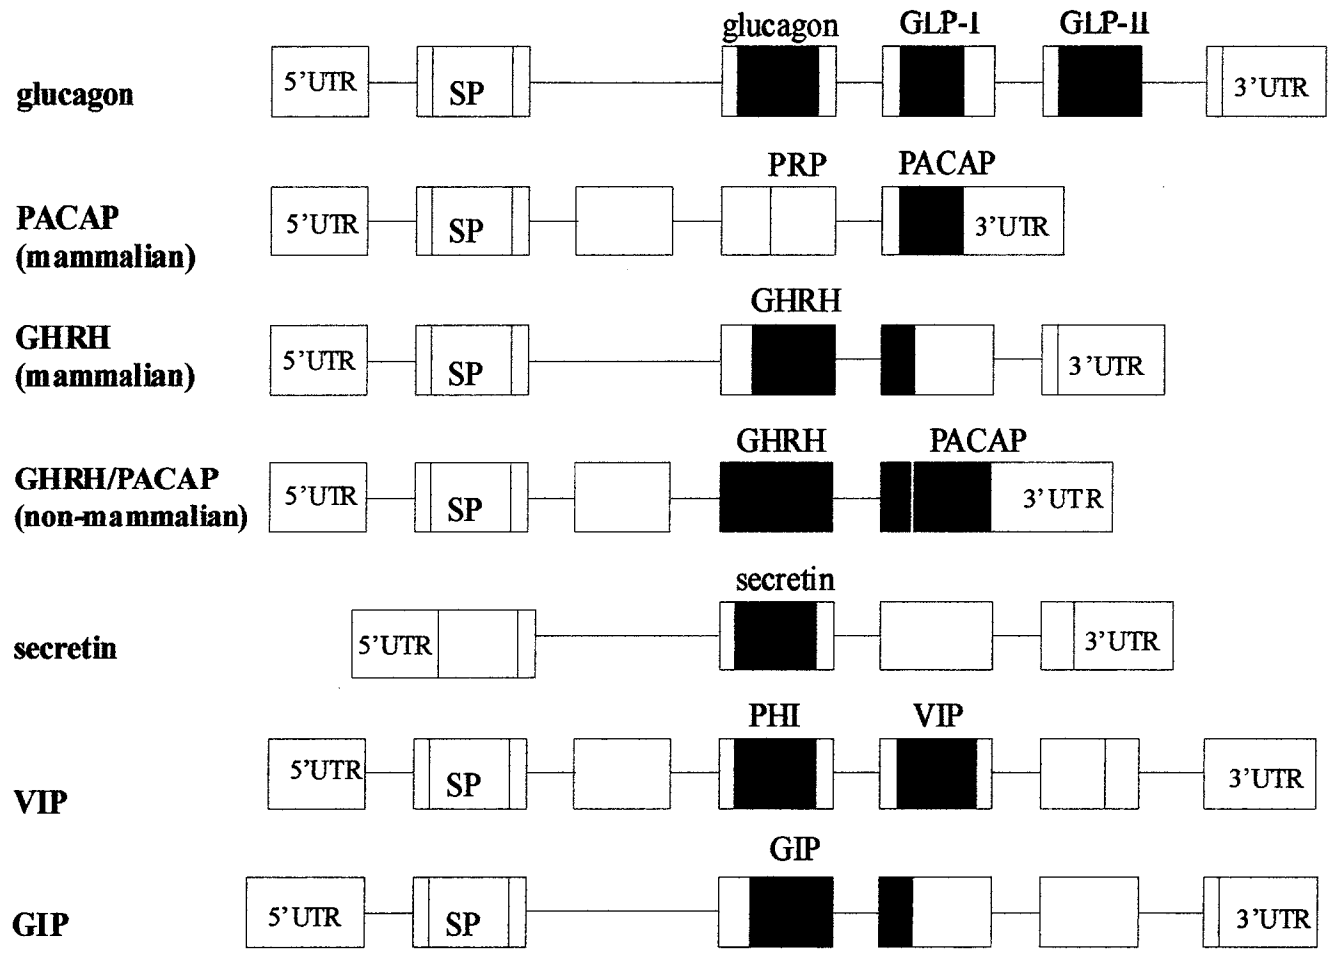 glucagon GLP-I GLP-II
glucagon 5'UTR SP 3'UTR
PRP PACAP
PACAP
(mammalian) 5'UTR SP 3'UTR
GHRH
GHRH
(mammalian) 5'UTR SP 3'UTR
GHRH PACAP
GHRH/PACAP
(non-mammalian) 5'UTR SP 3'UTR
secretin
secretin 5'UTR 3'UTR
PHI VIP
VIP 5'UTR SP 3'UTR
GIP
GIP 5'UTR SP 3'UTR